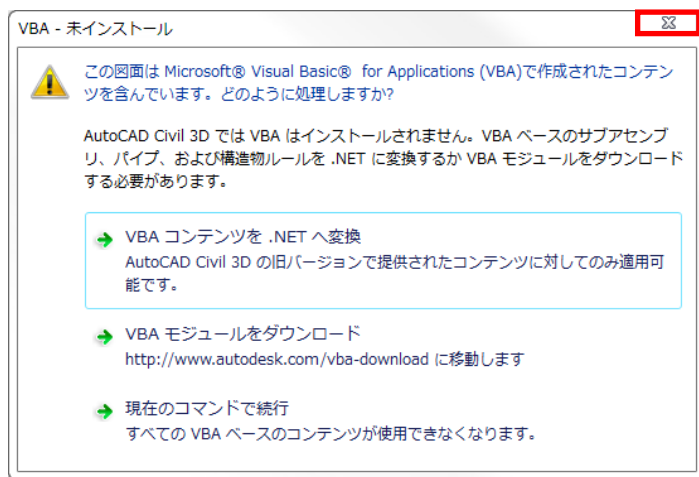 VBA - 未インストール
この図面は Microsoft® Visual Basic® for Applications (VBA)で作成されたコンテン
ツを含んでいます。どのように処理しますか?
AutoCAD Civil 3D では VBA はインストールされません。VBA ベースのサブアセンブ
リ、パイプ、および構造物ルールを .NET に変換するか VBA モジュールをダウンロード
する必要があります。
VBA コンテンツを .NET へ変換
AutoCAD Civil 3D の旧バージョンで提供されたコンテンツに対してのみ適用可
能です。
VBA モジュールをダウンロード
http://www.autodesk.com/vba-download に移動します
現在のコマンドで続行
すべての VBA ベースのコンテンツが使用できなくなります。